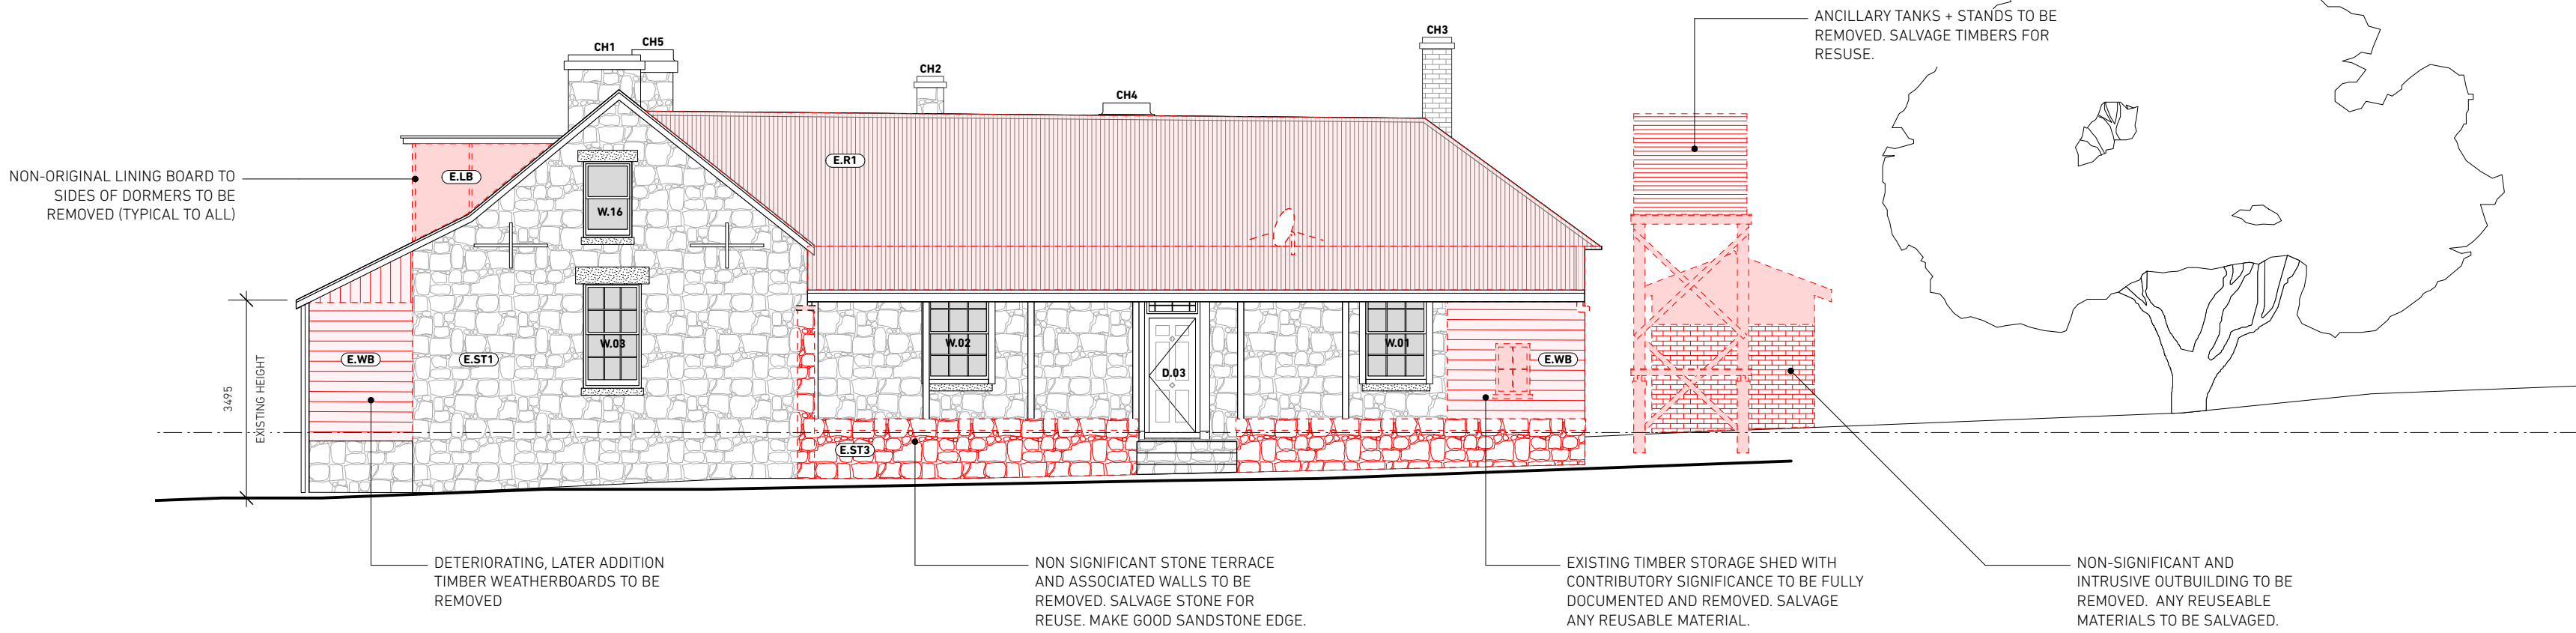 ANCILLARY TANKS + STANDS TO BE
REMOVED. SALVAGE TIMBERS FOR
RESUSE.
CH1
CH5
CH2
CH4
CH3
NON-ORIGINAL LINING BOARD TO
SIDES OF DORMERS TO BE
REMOVED (TYPICAL TO ALL)
E.LB
E.R1
W.16
3495
EXISTING HEIGHT
E.WB
E.ST1
W.03
W.02
D.03
W.01
E.WB
E.ST3
DETERIORATING, LATER ADDITION
TIMBER WEATHERBOARDS TO BE
REMOVED
NON SIGNIFICANT STONE TERRACE
AND ASSOCIATED WALLS TO BE
REMOVED. SALVAGE STONE FOR
REUSE. MAKE GOOD SANDSTONE EDGE.
EXISTING TIMBER STORAGE SHED WITH
CONTRIBUTORY SIGNIFICANCE TO BE FULLY
DOCUMENTED AND REMOVED. SALVAGE
ANY REUSABLE MATERIAL.
NON-SIGNIFICANT AND
INTRUSIVE OUTBUILDING TO BE
REMOVED. ANY REUSEABLE
MATERIALS TO BE SALVAGED.